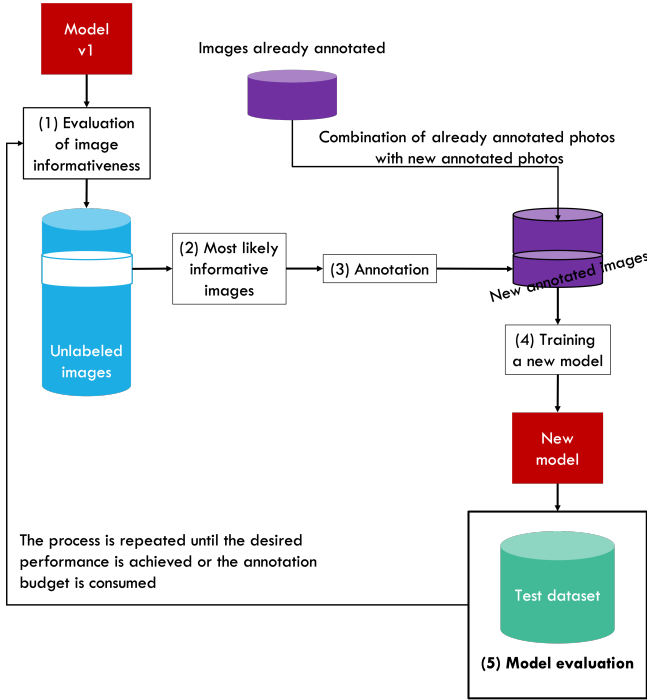 Model
v1
Images already annotated
(1) Evaluation
of image
informativeness
Combination of already annotated photos
with new annotated photos
(2) Most likely
informative
images
(3) Annotation
New annotated images
Unlabeled
images
(4) Training
a new model
New
model
The process is repeated until the desired
performance is achieved or the annotation
budget is consumed
Test dataset
(5) Model evaluation